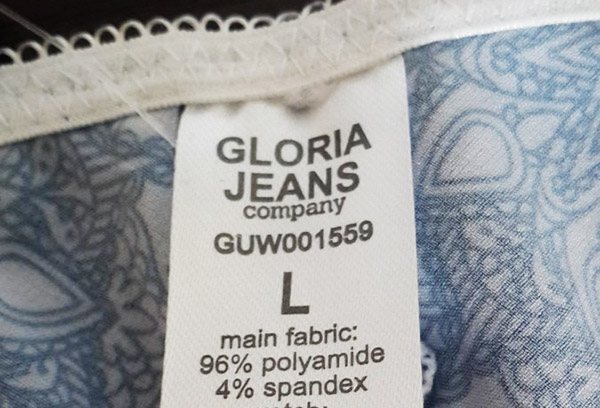 GLORIA
JEANS
company
GUW001559
L
main fabric:
96% polyamide
4% spandex